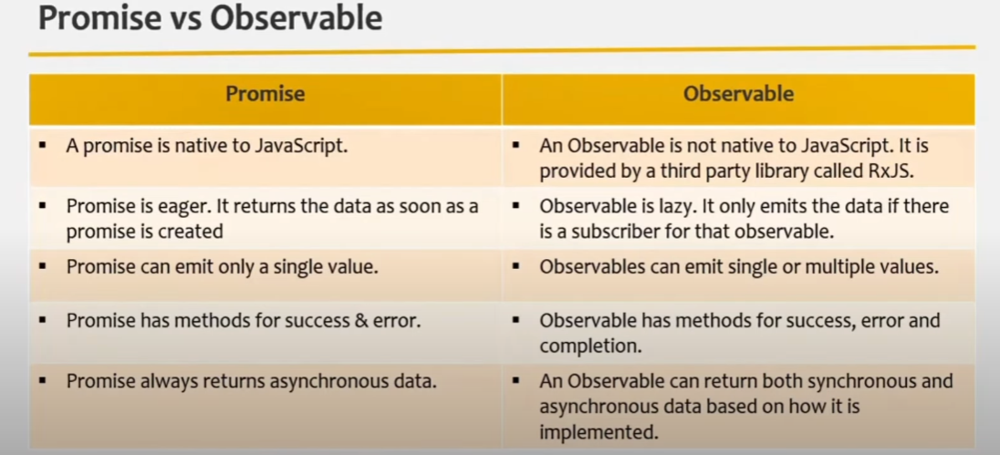 Promise vs Observable
Promise
Observable
▪ A promise is native to JavaScript.
▪ An Observable is not native to JavaScript. It is
provided by a third party library called RxJS.
▪ Promise is eager. It returns the data as soon as a
promise is created
▪ Observable is lazy. It only emits the data if there
is a subscriber for that observable.
▪ Promise can emit only a single value.
▪ Observables can emit single or multiple values.
▪ Promise has methods for success & error.
▪ Observable has methods for success, error and
completion.
▪ Promise always returns asynchronous data.
▪ An Observable can return both synchronous and
asynchronous data based on how it is
implemented.